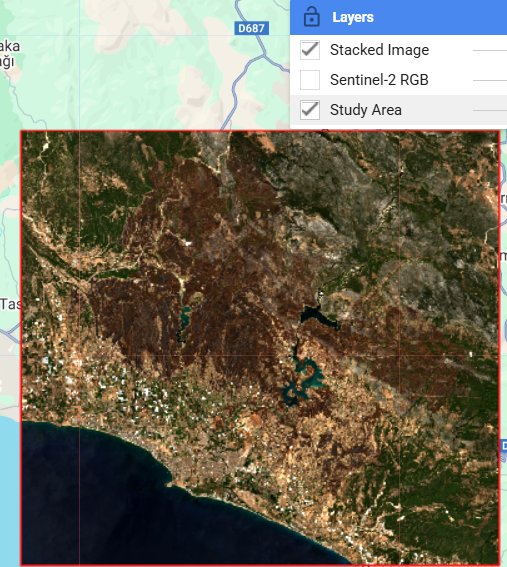 Layers
D687
aka
ağı
Stacked Image
Sentinel-2 RGB
Study Area
Tas